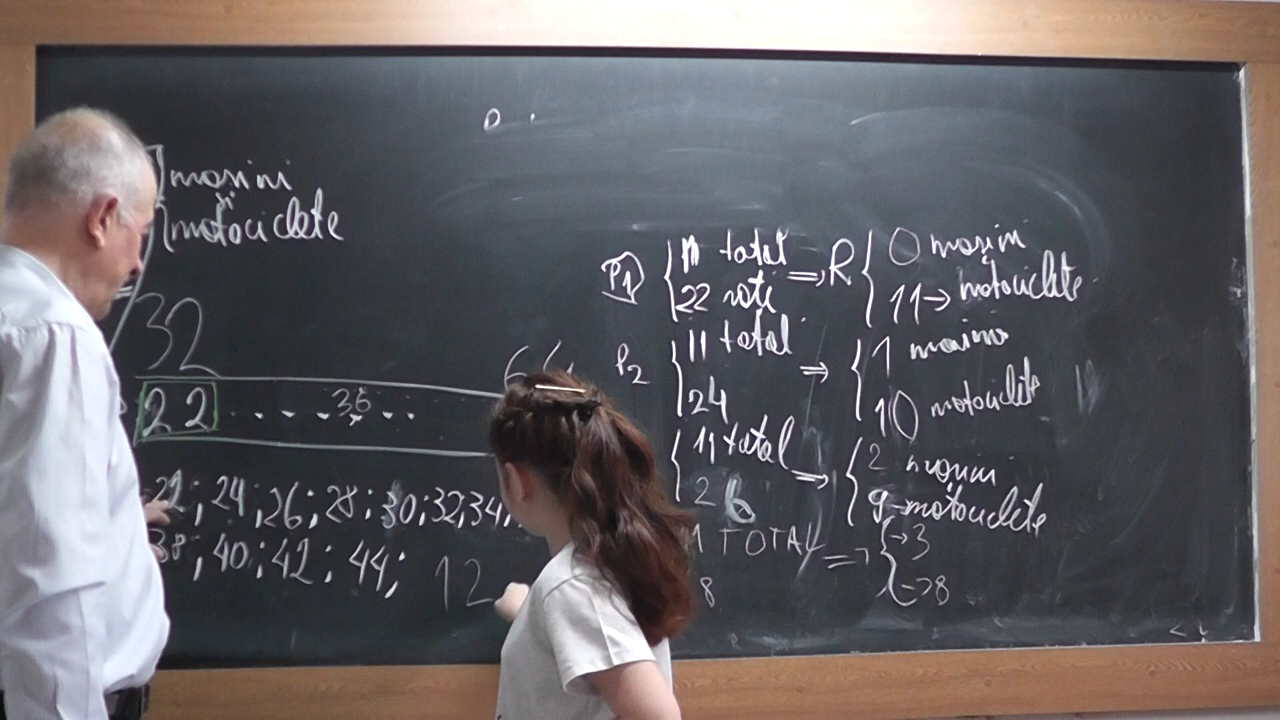 mașini
și
motociclete
32
22 . . . . 36 . .
22; 24; 26; 28; 30; 32; 34;
38; 40; 42; 44; 12
P1 { 11 total
22 roti => R { 0 mașini
11 → motociclete
P2 { 11 total
24 => { 1 mașină
10 motociclete
{ 11 total
26 => { 2 mașini
9 - motociclete
TOTAL => { → 3
→ 8
8